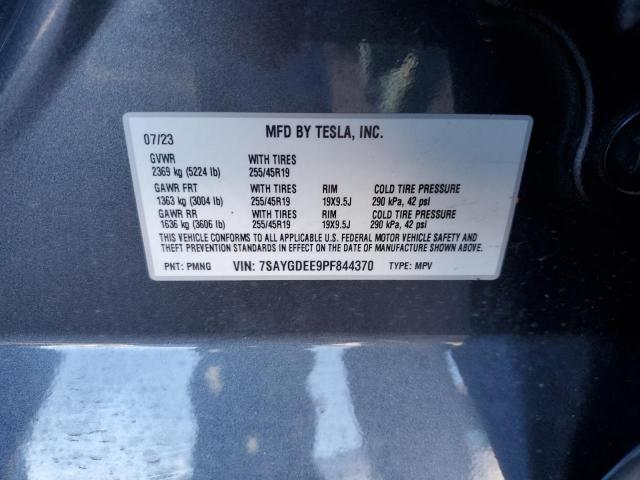 07/23 MFD BY TESLA, INC.
GVWR WITH TIRES
2369 kg (5224 lb) 255/45R19
GAWR FRT WITH TIRES RIM COLD TIRE PRESSURE
1363 kg (3004 lb) 255/45R19 19X9.5J 290 kPa, 42 psi
GAWR RR WITH TIRES RIM COLD TIRE PRESSURE
1636 kg (3606 lb) 255/45R19 19X9.5J 290 kPa, 42 psi
THIS VEHICLE CONFORMS TO ALL APPLICABLE U.S. FEDERAL MOTOR VEHICLE SAFETY AND
THEFT PREVENTION STANDARDS IN EFFECT ON THE DATE OF MANUFACTURE SHOWN ABOVE.
PNT: PMNG VIN: 7SAYGDEE9PF844370 TYPE: MPV